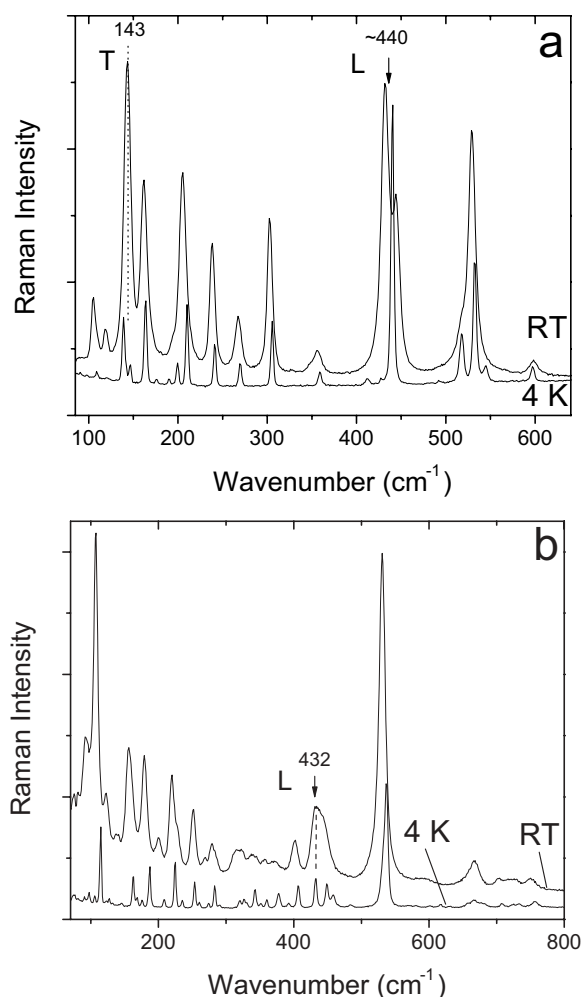 143
~440
a
T
L
Raman Intensity
RT
4 K
100 200 300 400 500 600
Wavenumber (cm⁻¹)
b
432
L
Raman Intensity
4 K
RT
200 400 600 800
Wavenumber (cm⁻¹)